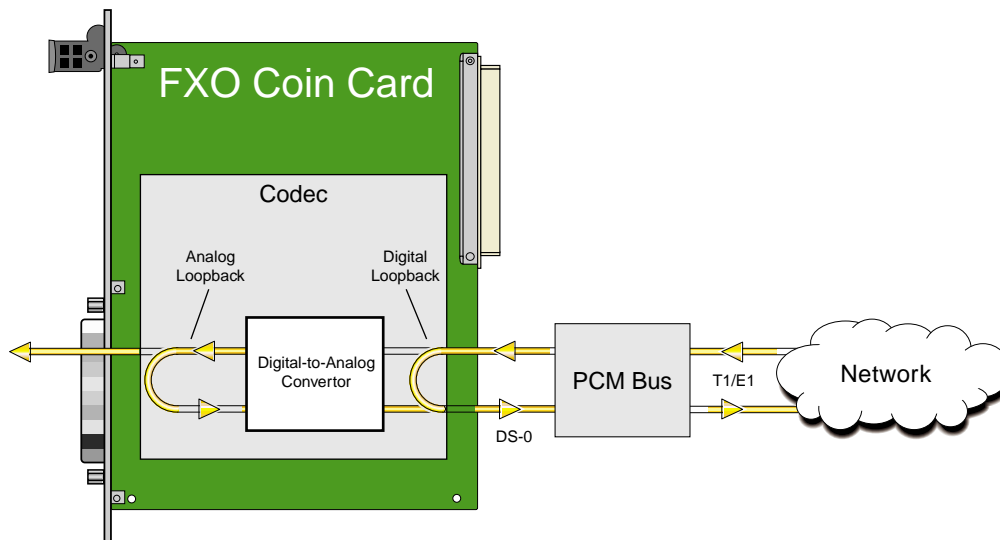 FXO Coin Card
Codec
Analog
Loopback
Digital
Loopback
Digital-to-Analog
Convertor
PCM Bus
T1/E1
Network
DS-0